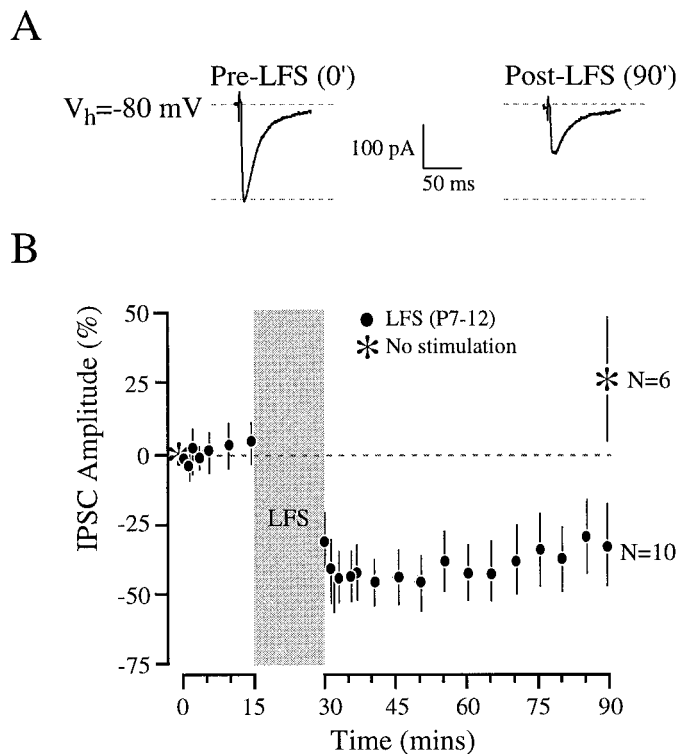 A
Pre-LFS (0')
Post-LFS (90')
Vh=-80 mV
100 pA
50 ms
B
IPSC Amplitude (%)
50
25
0
-25
-50
-75
LFS (P7-12)
No stimulation
N=6
LFS
N=10
0
15
30
45
60
75
90
Time (mins)